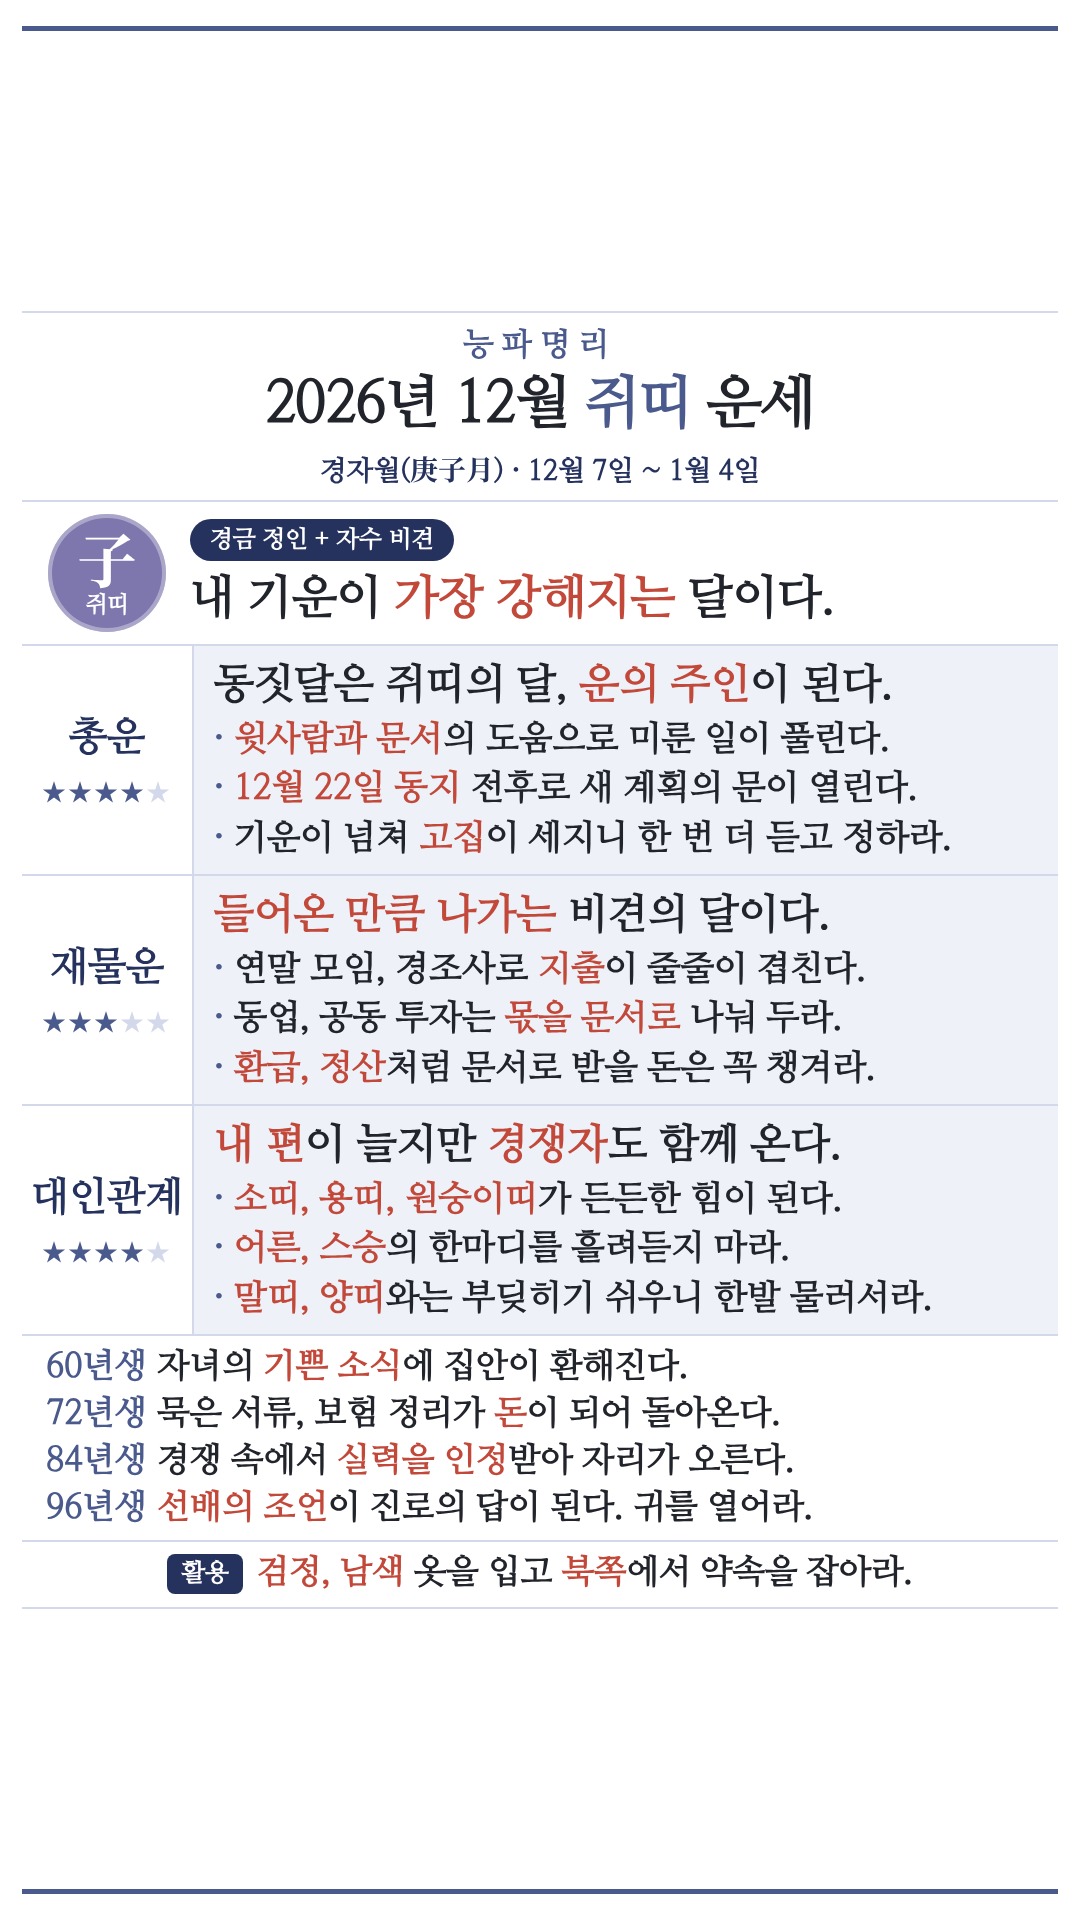 능파명리
2026년 12월 쥐띠 운세
경자월(庚子月) · 12월 7일 ~ 1월 4일
子
쥐띠
경금 정인 + 자수 비견
내 기운이 가장 강해지는 달이다.
총운
★★★★★
동짓달은 쥐띠의 달, 운의 주인이 된다.
· 윗사람과 문서의 도움으로 미룬 일이 풀린다.
· 12월 22일 동지 전후로 새 계획의 문이 열린다.
· 기운이 넘쳐 고집이 세지니 한 번 더 듣고 정하라.
재물운
★★★★★
들어온 만큼 나가는 비견의 달이다.
· 연말 모임, 경조사로 지출이 줄줄이 겹친다.
· 동업, 공동 투자는 몫을 문서로 나눠 두라.
· 환급, 정산처럼 문서로 받을 돈은 꼭 챙겨라.
대인관계
★★★★★
내 편이 늘지만 경쟁자도 함께 온다.
· 소띠, 용띠, 원숭이띠가 든든한 힘이 된다.
· 어른, 스승의 한마디를 흘려듣지 마라.
· 말띠, 양띠와는 부딪히기 쉬우니 한발 물러서라.
60년생 자녀의 기쁜 소식에 집안이 환해진다.
72년생 묵은 서류, 보험 정리가 돈이 되어 돌아온다.
84년생 경쟁 속에서 실력을 인정받아 자리가 오른다.
96년생 선배의 조언이 진로의 답이 된다. 귀를 열어라.
활용 검정, 남색 옷을 입고 북쪽에서 약속을 잡아라.